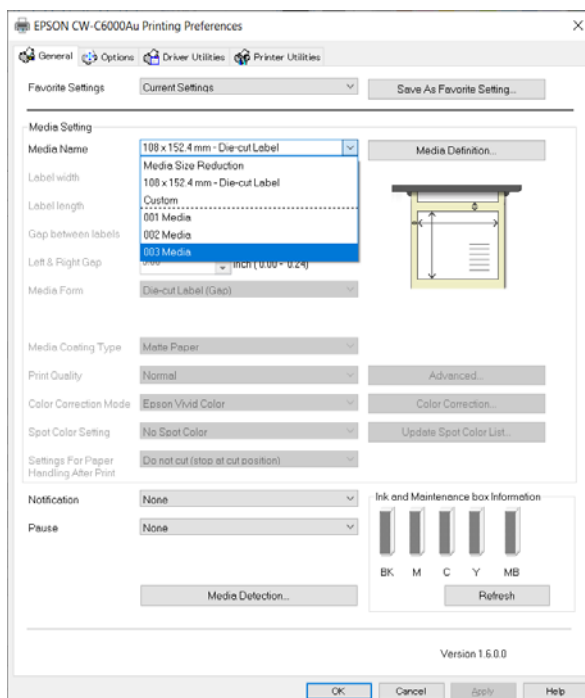 EPSON CW-C6000Au Printing Preferences
General Options Driver Utilities Printer Utilities
Favorite Settings Current Settings Save As Favorite Setting...
Media Setting
Media Name 108 x 152.4 mm - Die-cut Label Media Definition...
Media Size Reduction
Label width 108 x 152.4 mm - Die-cut Label
Custom
Label length 001 Media
Gap between labels 002 Media
003 Media
Left & Right Gap inch ( 0.00 - 0.24)
Media Form Die-cut Label (Gap)
Media Coating Type Matte Paper
Print Quality Normal Advanced...
Color Correction Mode Epson Vivid Color Color Correction...
Spot Color Setting No Spot Color Update Spot Color List...
Settings For Paper Do not cut (stop at cut position)
Handling After Print
Notification None Ink and Maintenance box Information
Pause None
BK M C Y MB
Media Detection... Refresh
Version 1.6.0.0
OK Cancel Apply Help